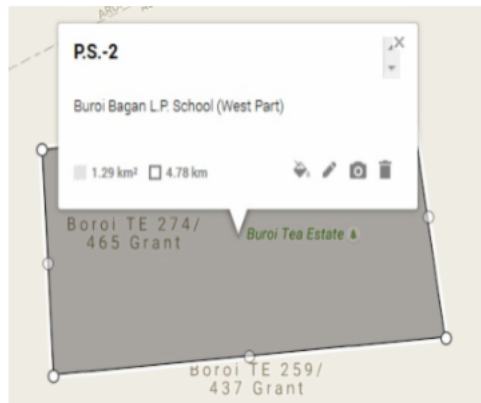 P.S.-2
Buroi Bagan L.P. School (West Part)
1.29 km² 4.78 km
Boroi TE 274/
465 Grant
Buroi Tea Estate
Boroi TE 259/
437 Grant